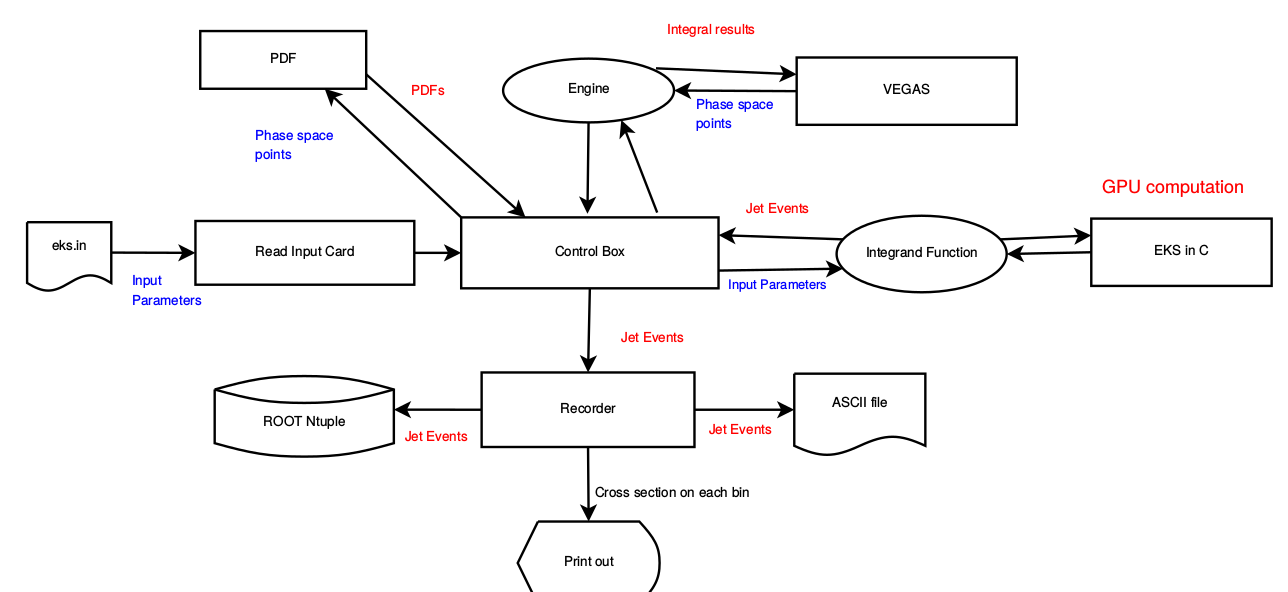 Integral results
PDF
PDFs
Engine
VEGAS
Phase space
points
Phase space
points
GPU computation
Jet Events
eks.in
Read Input Card
Control Box
Integrand Function
EKS in C
Input
Parameters
Input Parameters
Jet Events
ROOT Ntuple
Recorder
ASCII file
Jet Events
Jet Events
Cross section on each bin
Print out